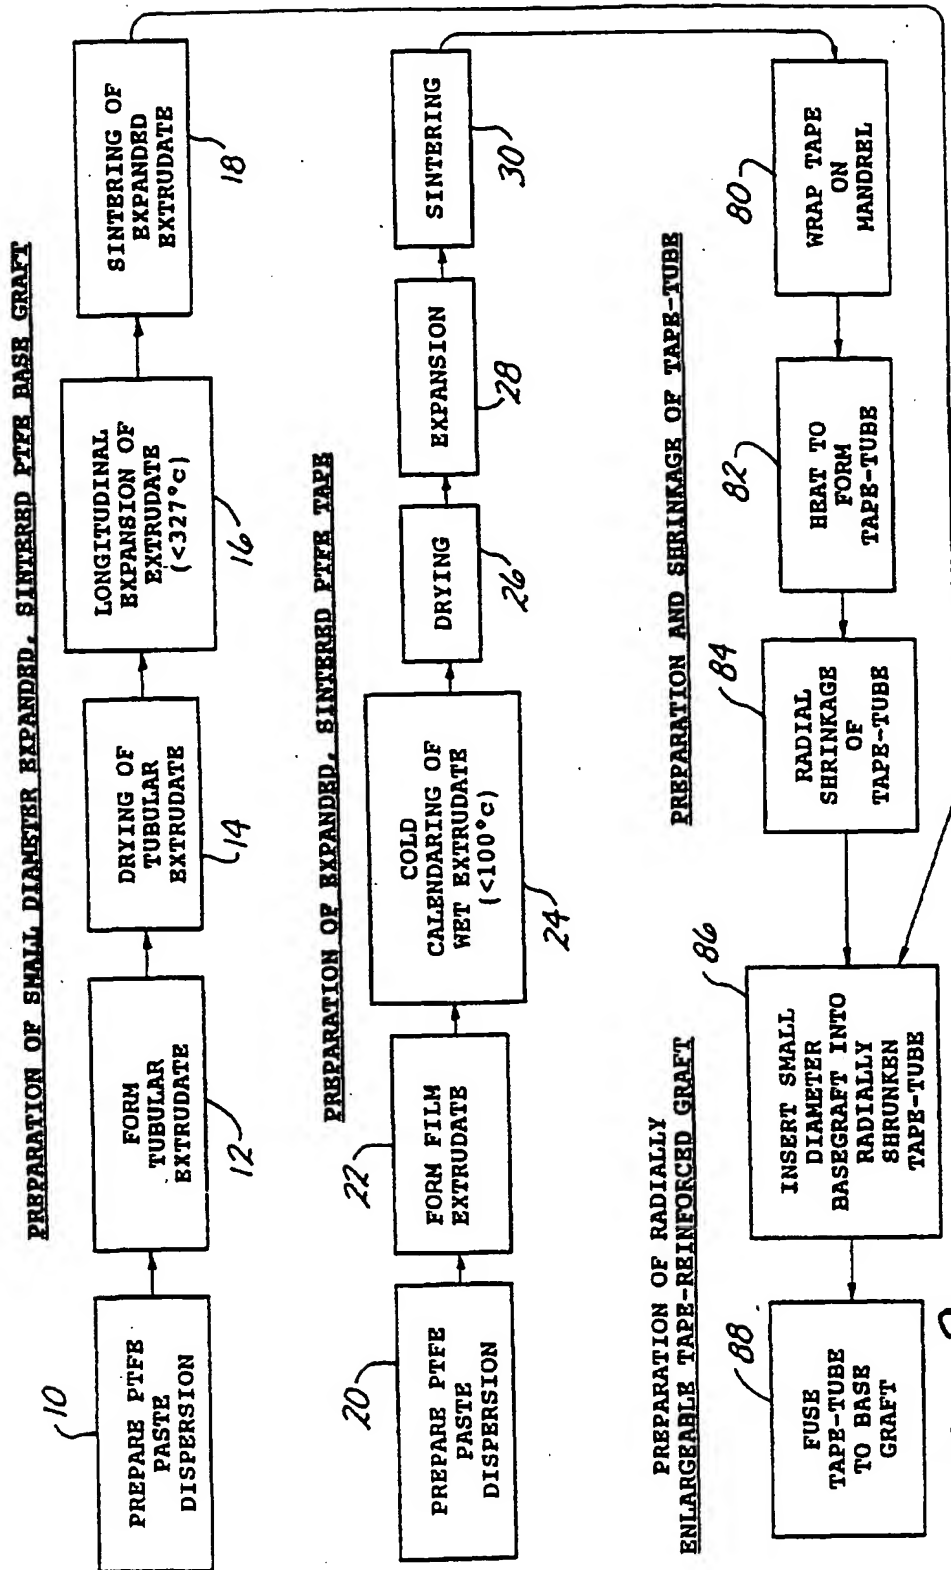 PREPARATION OF SMALL DIAMETER EXPANDED, SINTERED PTFE BASE GRAFT
10
PREPARE PTFE
PASTE
DISPERSION
FORM
TUBULAR
EXTRUDATE
12
DRYING OF
TUBULAR
EXTRUDATE
14
LONGITUDINAL
EXPANSION OF
EXTRUDATE
(<327°c)
16
SINTERING OF
EXPANDED
EXTRUDATE
18
PREPARATION OF EXPANDED, SINTERED PTFE TAPE
20
PREPARE PTFE
PASTE
DISPERSION
22
FORM FILM
EXTRUDATE
COLD
CALENDARING OF
WET EXTRUDATE
(<100°c)
24
DRYING
26
EXPANSION
28
SINTERING
30
PREPARATION AND SHRINKAGE OF TAPE-TUBE
80
WRAP TAPE
ON
MANDREL
82
HEAT TO
FORM
TAPE-TUBE
84
RADIAL
SHRINKAGE
OF
TAPE-TUBE
PREPARATION OF RADIALLY
ENLARGEABLE TAPE-REINFORCED GRAFT
86
INSERT SMALL
DIAMETER
BASEGRAFT INTO
RADIALLY
SHRUNKEN
TAPE-TUBE
88
FUSE
TAPE-TUBE
TO BASE
GRAFT